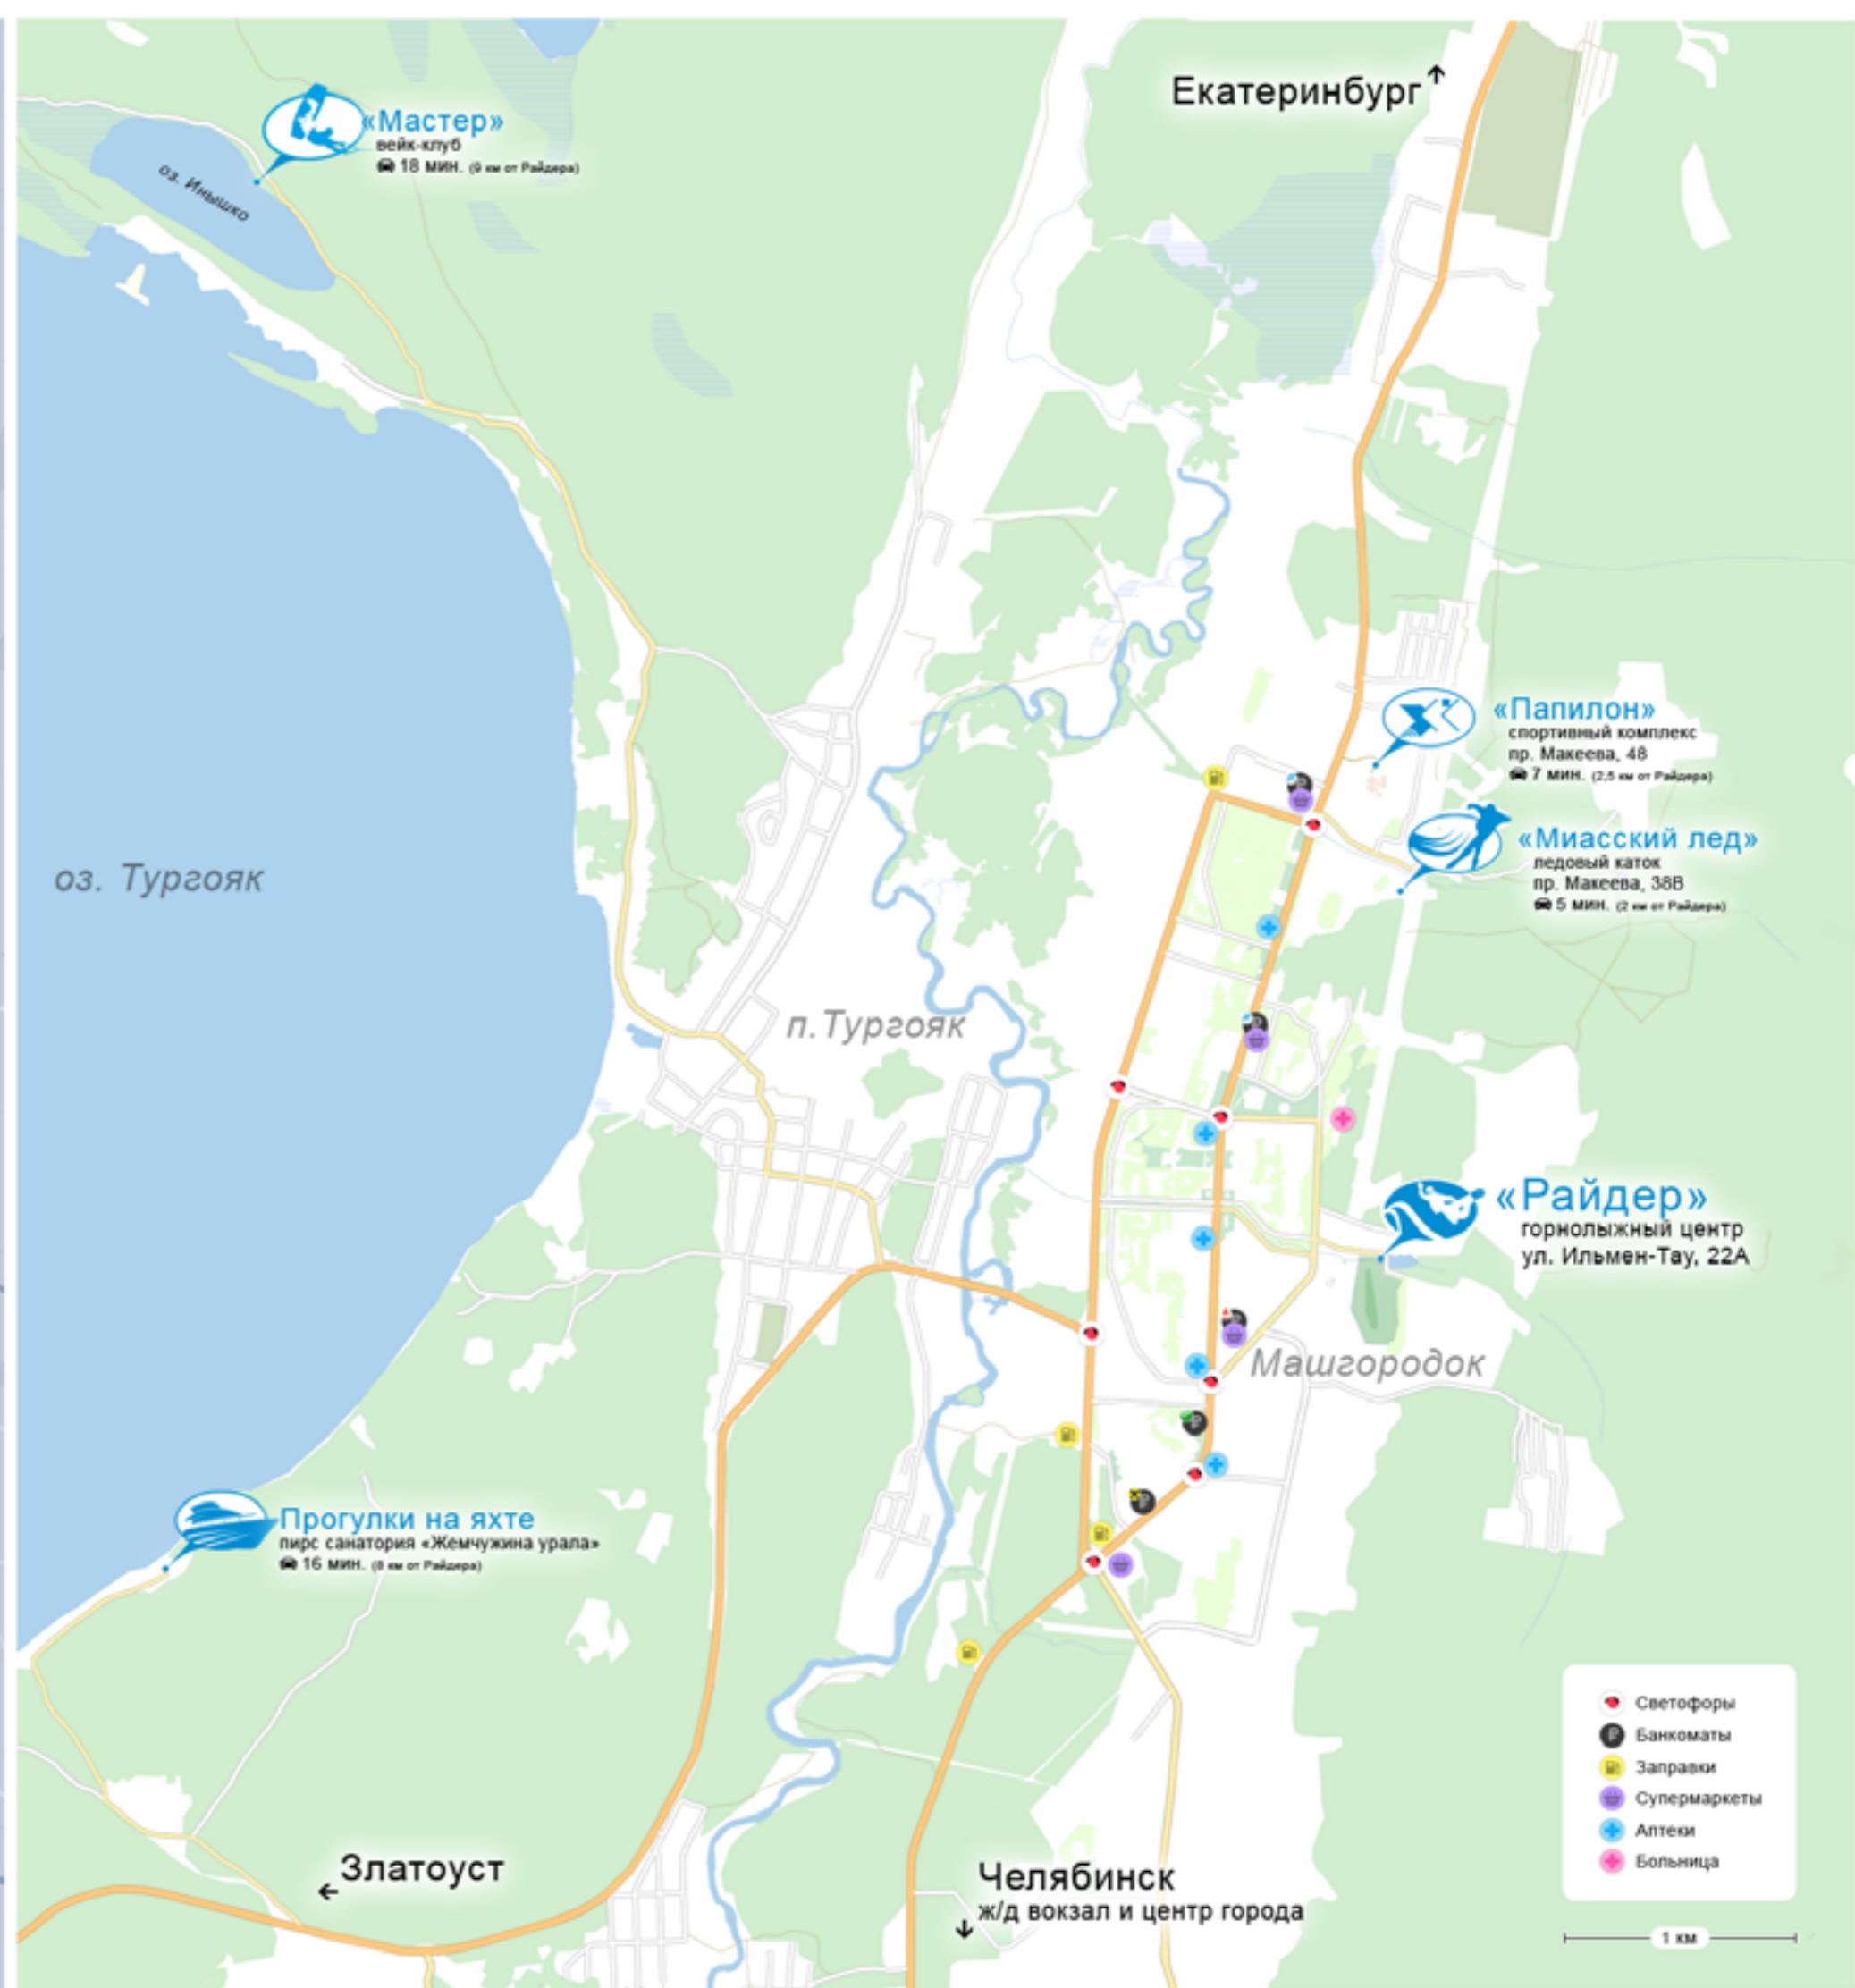 Екатеринбург
«Мастер»
вейк-клуб
18 мин. (9 км от Райдера)
оз. Инышко
«Папилон»
спортивный комплекс
пр. Макеева, 48
7 мин. (2,5 км от Райдера)
«Миасский лед»
ледовый каток
пр. Макеева, 38В
5 мин. (2 км от Райдера)
оз. Тургояк
п.Тургояк
«Райдер»
горнолыжный центр
ул. Ильмен-Тау, 22А
Машгородок
Прогулки на яхте
пирс санатория «Жемчужина урала»
16 мин. (8 км от Райдера)
Светофоры
Банкоматы
Заправки
Супермаркеты
Аптеки
Больница
Златоуст
Челябинск
ж/д вокзал и центр города
1 км